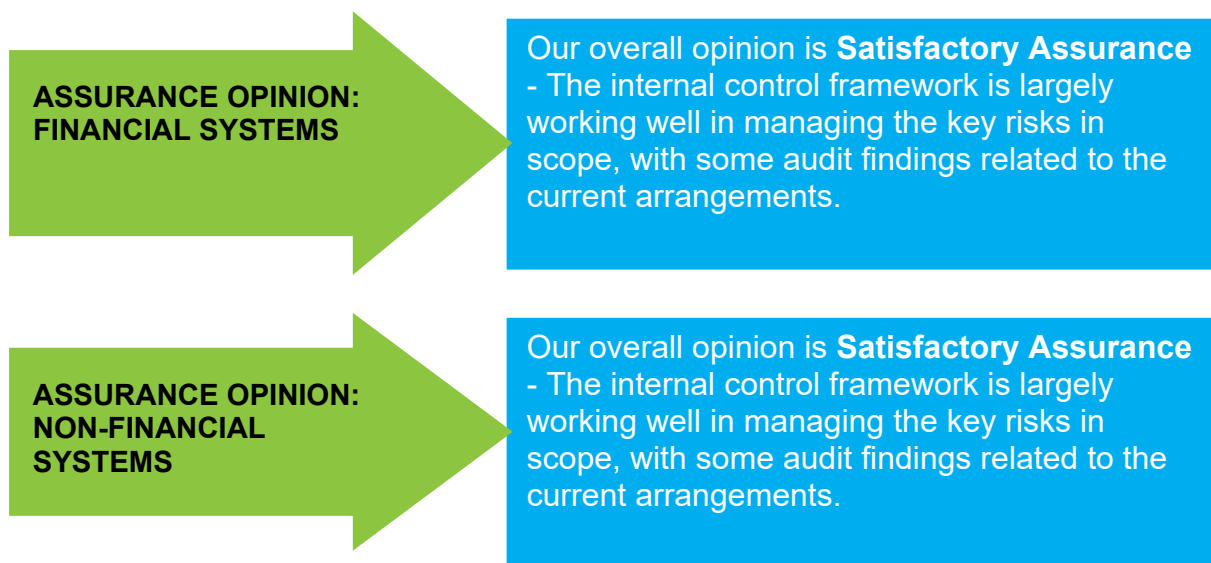 ASSURANCE OPINION:
FINANCIAL SYSTEMS
Our overall opinion is Satisfactory Assurance
- The internal control framework is largely
working well in managing the key risks in
scope, with some audit findings related to the
current arrangements.
ASSURANCE OPINION:
NON-FINANCIAL
SYSTEMS
Our overall opinion is Satisfactory Assurance
- The internal control framework is largely
working well in managing the key risks in
scope, with some audit findings related to the
current arrangements.